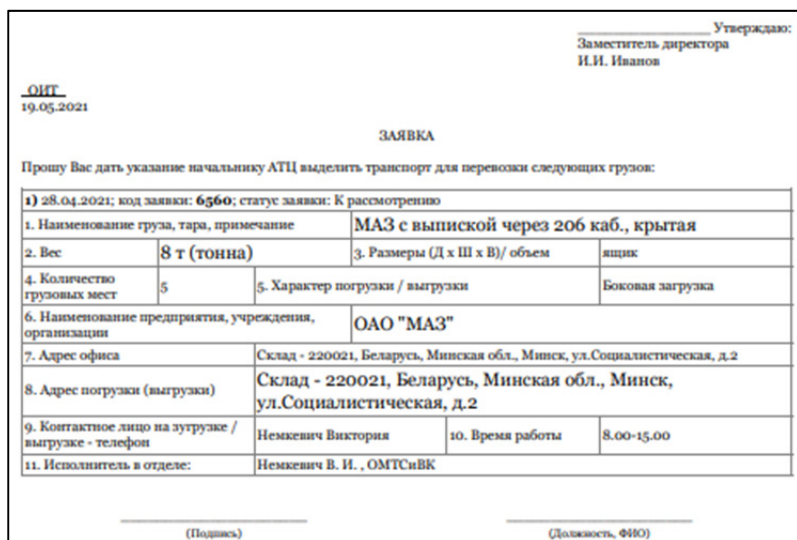 ____________________ Утверждаю:
Заместитель директора
И.И. Иванов
ОИТ
19.05.2021
ЗАЯВКА
Прошу Вас дать указание начальнику АТЦ выделить транспорт для перевозки следующих грузов:
1) 28.04.2021; код заявки: 6560; статус заявки: К рассмотрению
1. Наименование груза, тара, примечание МАЗ с выпиской через 206 каб., крытая
2. Вес 8 т (тонна) 3. Размеры (Д х Ш х В)/ объем ящик
4. Количество
грузовых мест 5 5. Характер погрузки / выгрузки Боковая загрузка
6. Наименование предприятия, учреждения,
организации ОАО "МАЗ"
7. Адрес офиса Склад - 220021, Беларусь, Минская обл., Минск, ул.Социалистическая, д.2
8. Адрес погрузки (выгрузки) Склад - 220021, Беларусь, Минская обл., Минск,
ул.Социалистическая, д.2
9. Контактное лицо на зугрузке /
выгрузке - телефон Немкевич Виктория 10. Время работы 8.00-15.00
11. Исполнитель в отделе: Немкевич В. И. , ОМТСиВК
(Подпись) (Должность, ФИО)